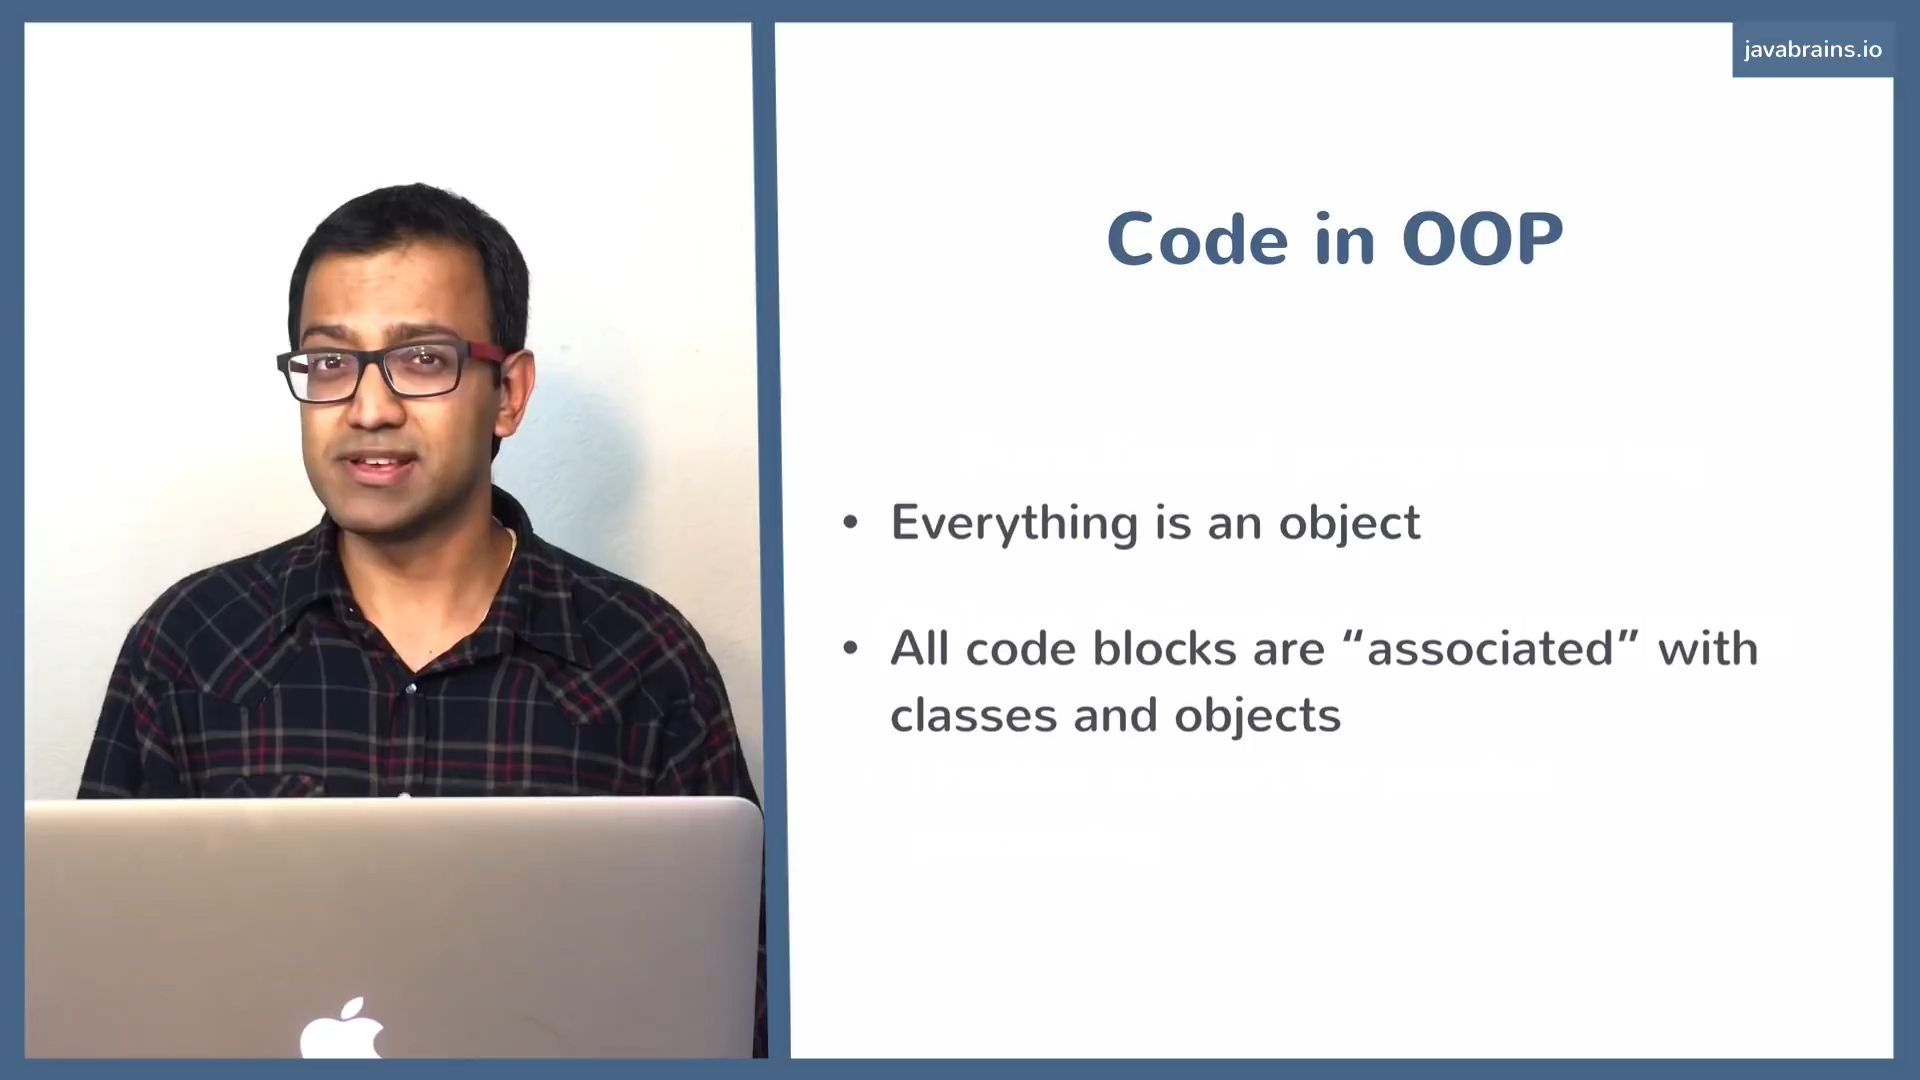 javabrains.io
Code in OOP
• Everything is an object
• All code blocks are “associated” with
classes and objects